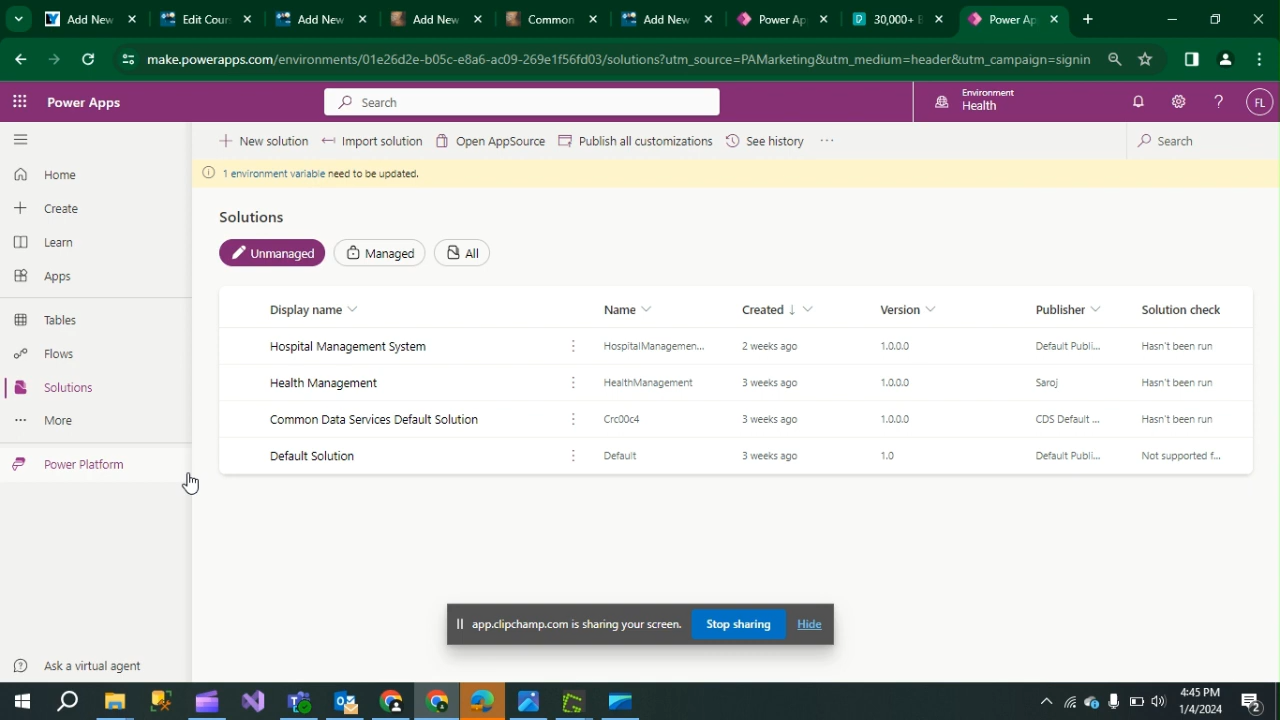 Add New
Edit Cour
Add New
Add New
Common
Add New
Power Ap
30,000+ E
Power Ap
make.powerapps.com/environments/01e26d2e-b05c-e8a6-ac09-269e1f56fd03/solutions?utm_source=PAMarketing&utm_medium=header&utm_campaign=signin
Power Apps
Search
Environment
Health
FL
New solution
Import solution
Open AppSource
Publish all customizations
See history
Search
1 environment variable need to be updated.
Home
Create
Learn
Apps
Tables
Flows
Solutions
More
Power Platform
Ask a virtual agent
Solutions
Unmanaged
Managed
All
Display name Name Created Version Publisher Solution check
Hospital Management System HospitalManagemen... 2 weeks ago 1.0.0.0 Default Publi... Hasn't been run
Health Management HealthManagement 3 weeks ago 1.0.0.0 Saroj Hasn't been run
Common Data Services Default Solution Crc00c4 3 weeks ago 1.0.0.0 CDS Default ... Hasn't been run
Default Solution Default 3 weeks ago 1.0 Default Publi... Not supported f...
app.clipchamp.com is sharing your screen.
Stop sharing
Hide
4:45 PM
1/4/2024
2